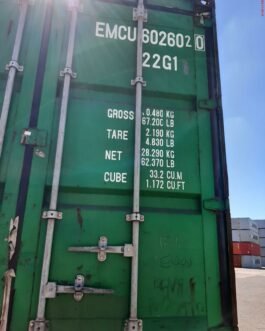 EMCU 602602 0
22G1
GROSS 30.480 KG
67.200 LB
TARE 2.190 KG
4.830 LB
NET 28.290 KG
62.370 LB
CUBE 33.2 CU.M
1.172 CU.FT